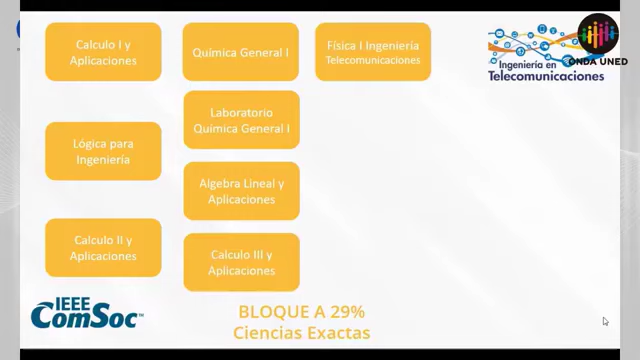 Calculo I y
Aplicaciones
Química General I
Física I Ingeniería
Telecomunicaciones
Ingeniería en
Telecomunicaciones
ONDA UNED
Laboratorio
Química General I
Lógica para
Ingeniería
Algebra Lineal y
Aplicaciones
Calculo II y
Aplicaciones
Calculo III y
Aplicaciones
IEEE
ComSoc™
BLOQUE A 29%
Ciencias Exactas